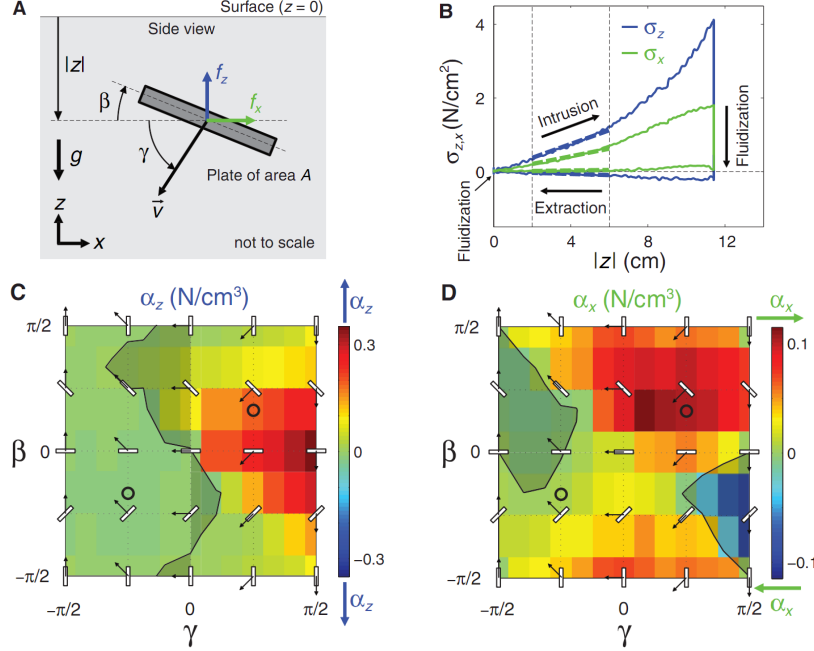 A
Surface (z = 0)
Side view
|z|
β
f_z
f_x
γ
g
Plate of area A
v⃗
z
x
not to scale
B
4
2
0
σ_z,x (N/cm²)
σ_z
σ_x
Intrusion
Extraction
Fluidization
Fluidization
0 4 8 12
|z| (cm)
C
α_z (N/cm³)
α_z
π/2
0
−π/2
β
−π/2 0 π/2
γ
0.3
0
−0.3
α_z
D
α_x (N/cm³)
α_x
π/2
β 0
−π/2
−π/2 0 π/2
γ
0.1
0
−0.1
α_x